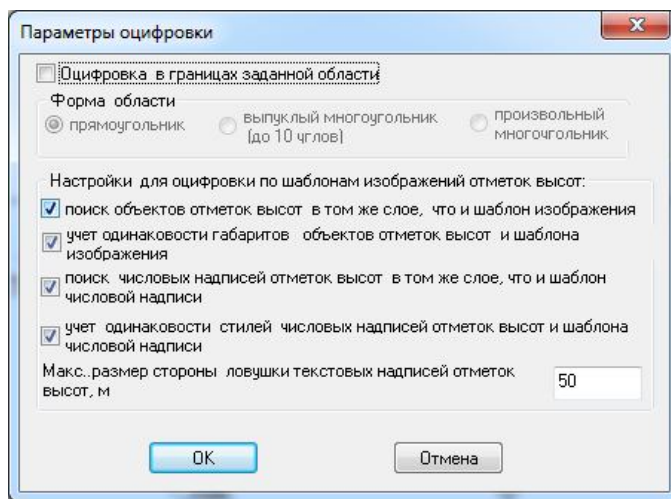 Параметры оцифровки
Оцифровка в границах заданной области
Форма области
прямоугольник
выпуклый многоугольник
(до 10 углов)
произвольный
многоугольник
Настройки для оцифровки по шаблонам изображений отметок высот:
поиск объектов отметок высот в том же слое, что и шаблон изображения
учет одинаковости габаритов объектов отметок высот и шаблона
изображения
поиск числовых надписей отметок высот в том же слое, что и шаблон
числовой надписи
учет одинаковости стилей числовых надписей отметок высот и шаблона
числовой надписи
Макс..размер стороны ловушки текстовых надписей отметок
высот, м
50
OK
Отмена